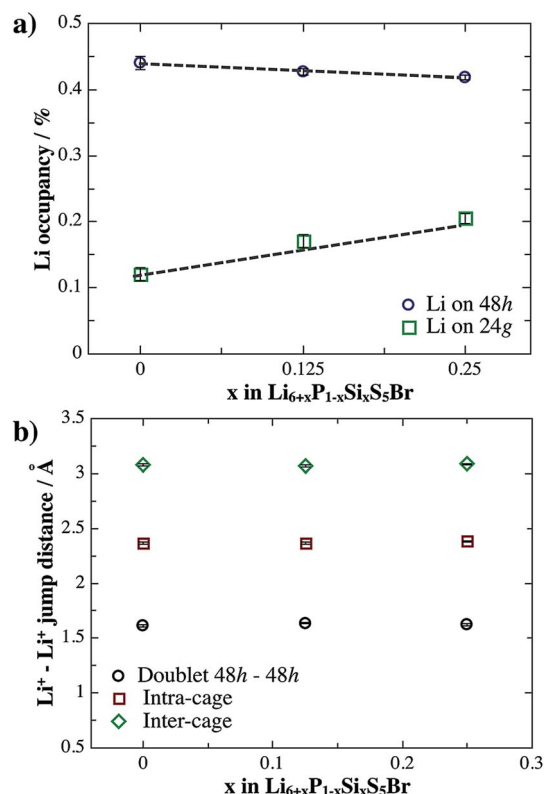 a)
0.5
0.4
0.3
0.2
0.1
0
Li occupancy / %
Li on 48h
Li on 24g
0 0.125 0.25
x in Li₆₊ₓP₁₋ₓSiₓS₅Br
b)
3.5
3
2.5
2
1.5
1
0.5
Li⁺ - Li⁺ jump distance / Å
Doublet 48h - 48h
Intra-cage
Inter-cage
0 0.1 0.2 0.3
x in Li₆₊ₓP₁₋ₓSiₓS₅Br